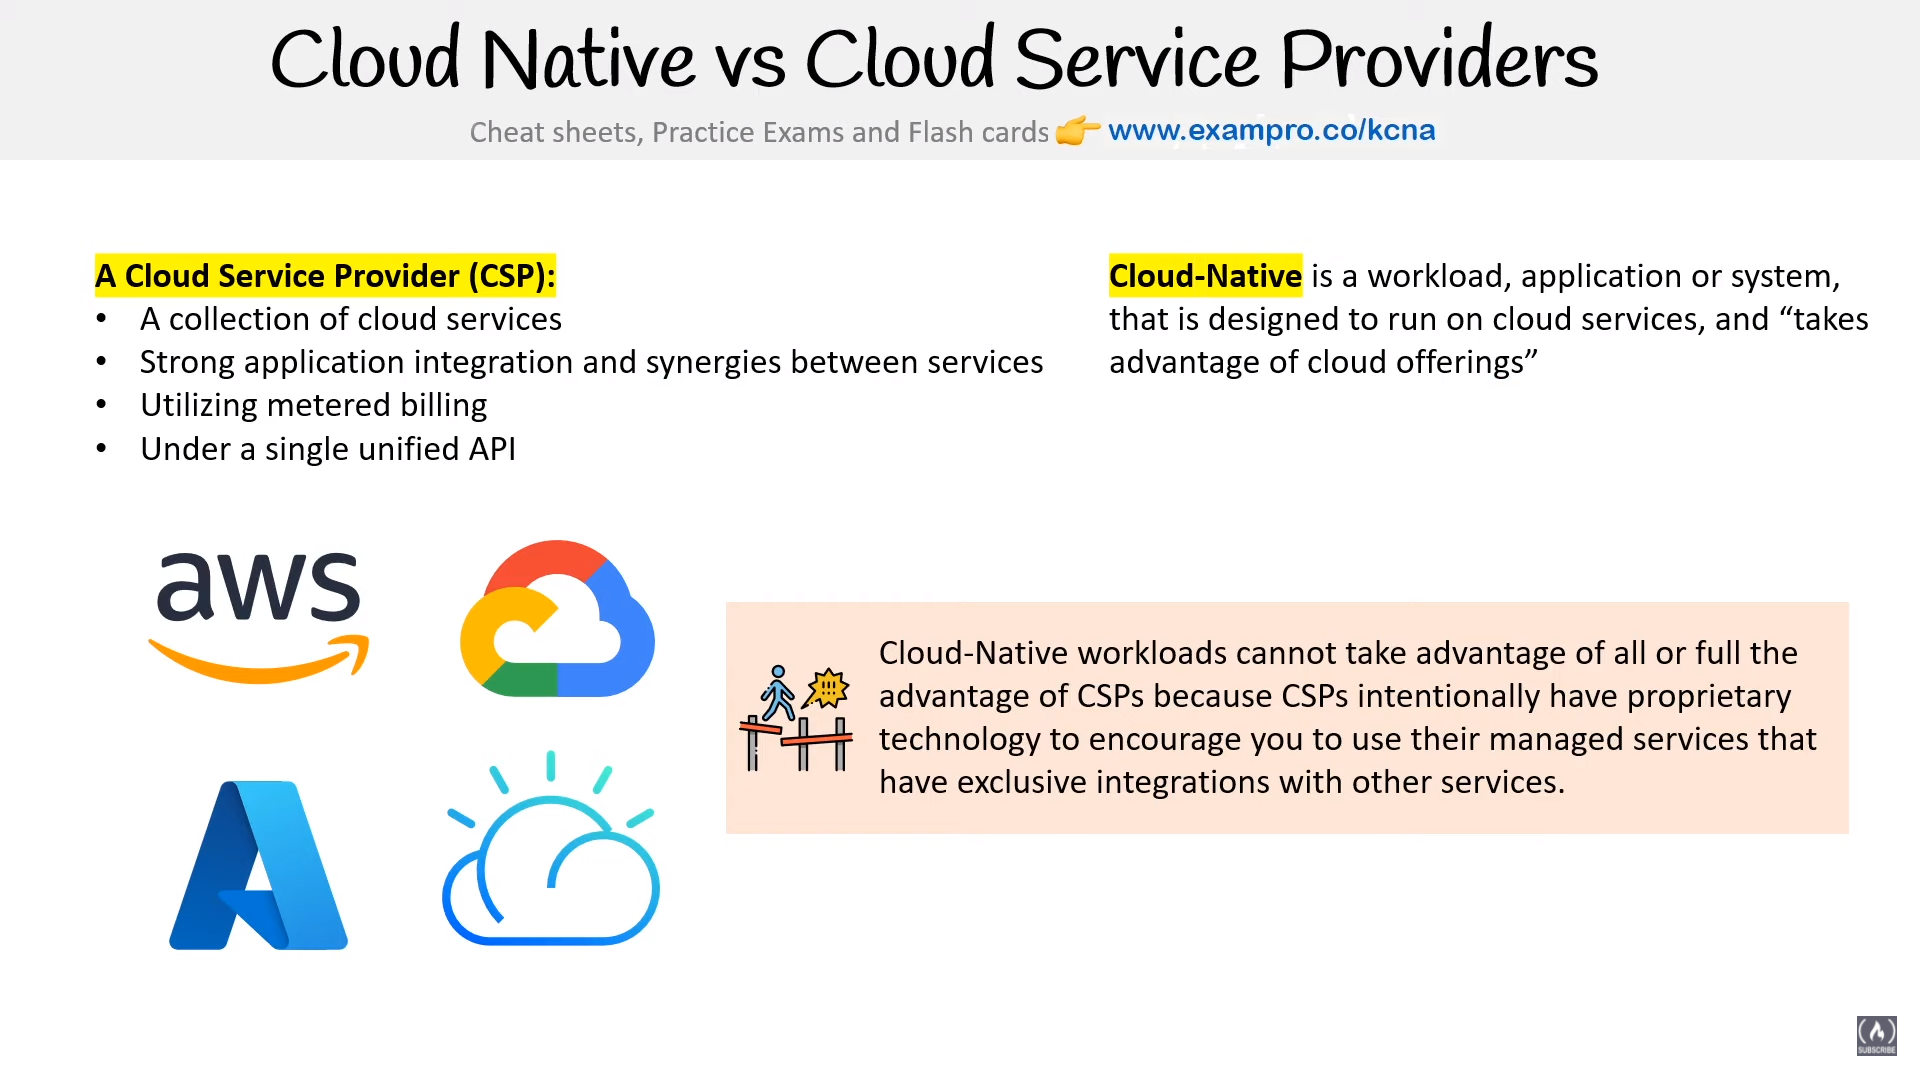 Cloud Native vs Cloud Service Providers
Cheat sheets, Practice Exams and Flash cards www.exampro.co/kcna
A Cloud Service Provider (CSP):
• A collection of cloud services
• Strong application integration and synergies between services
• Utilizing metered billing
• Under a single unified API
Cloud-Native is a workload, application or system,
that is designed to run on cloud services, and “takes
advantage of cloud offerings”
aws
Cloud-Native workloads cannot take advantage of all or full the
advantage of CSPs because CSPs intentionally have proprietary
technology to encourage you to use their managed services that
have exclusive integrations with other services.
SUBSCRIBE